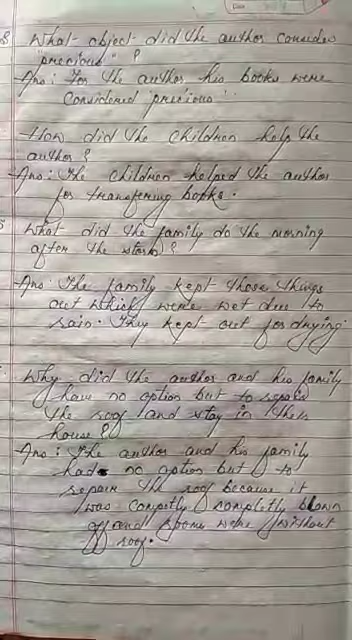 What object did the author consider
"precious" ?
Ans: For the author his books were
considered 'precious'.
How did the children help the
author?
Ans: The children helped the author
for transfering books.
What did the family do the morning
after the storm?
Ans: The family kept those things
out which were wet due to
rain. They kept out for drying.
Why did the author and his family
have no option but to repair
the roof and stay in their
house?
Ans: The author and his family
had no option but to
repair the roof because it
was completly blown
off and rooms were without
roof.